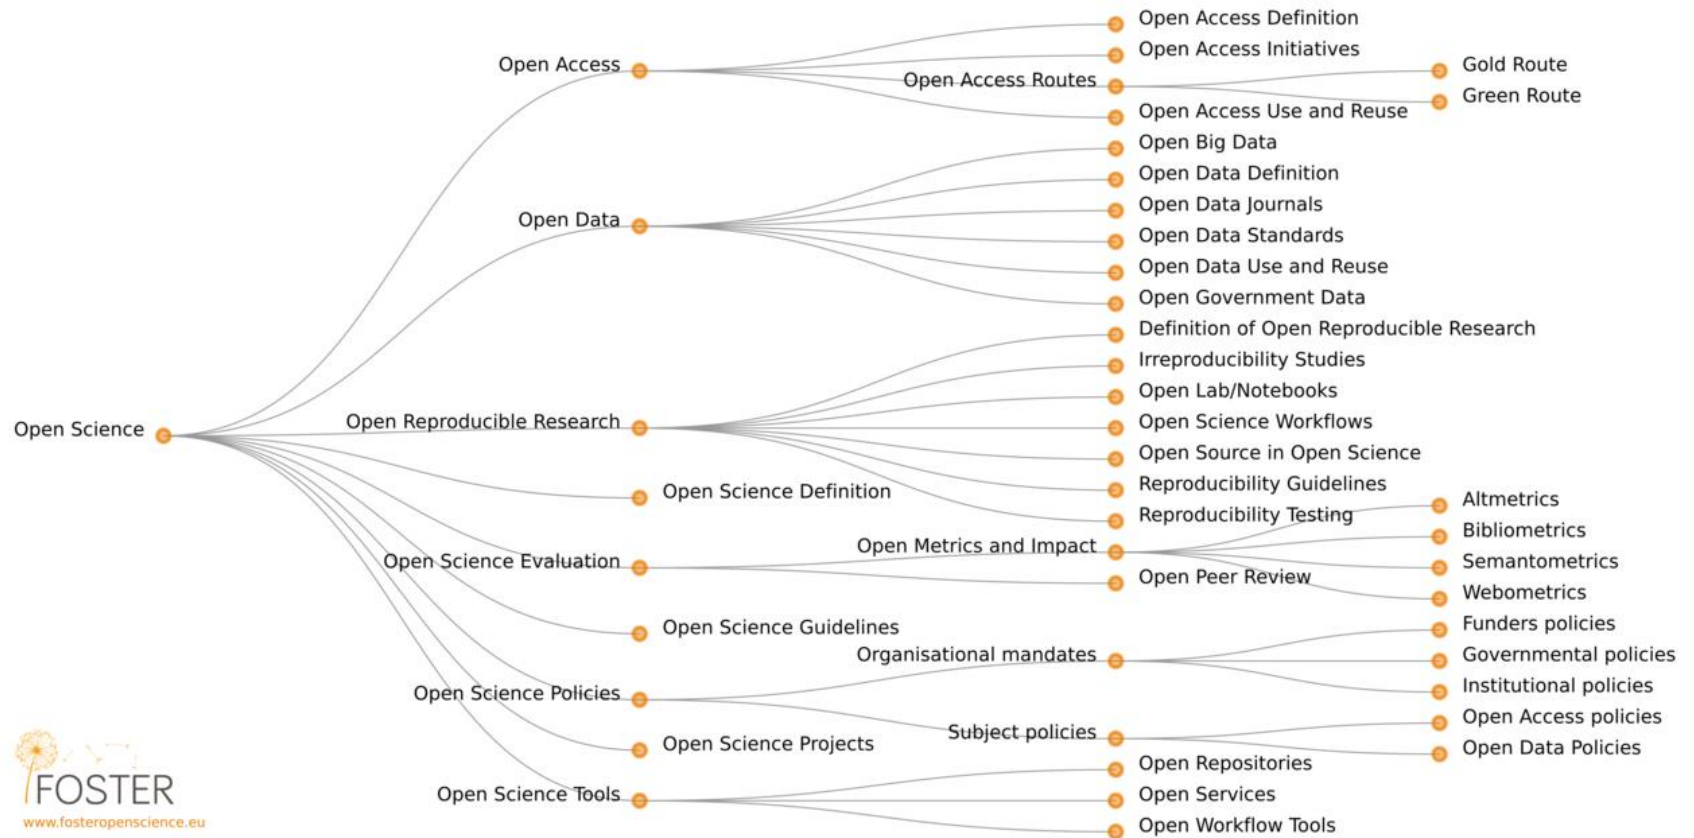 Open Science
Open Access
Open Access Definition
Open Access Initiatives
Open Access Routes
Gold Route
Green Route
Open Access Use and Reuse
Open Data
Open Big Data
Open Data Definition
Open Data Journals
Open Data Standards
Open Data Use and Reuse
Open Government Data
Open Reproducible Research
Definition of Open Reproducible Research
Irreproducibility Studies
Open Lab/Notebooks
Open Science Workflows
Open Source in Open Science
Reproducibility Guidelines
Reproducibility Testing
Open Science Definition
Open Science Evaluation
Open Metrics and Impact
Altmetrics
Bibliometrics
Semantometrics
Webometrics
Open Peer Review
Open Science Guidelines
Open Science Policies
Organisational mandates
Funders policies
Governmental policies
Institutional policies
Subject policies
Open Access policies
Open Data Policies
Open Science Projects
Open Science Tools
Open Repositories
Open Services
Open Workflow Tools
FOSTER
www.fosteropenscience.eu